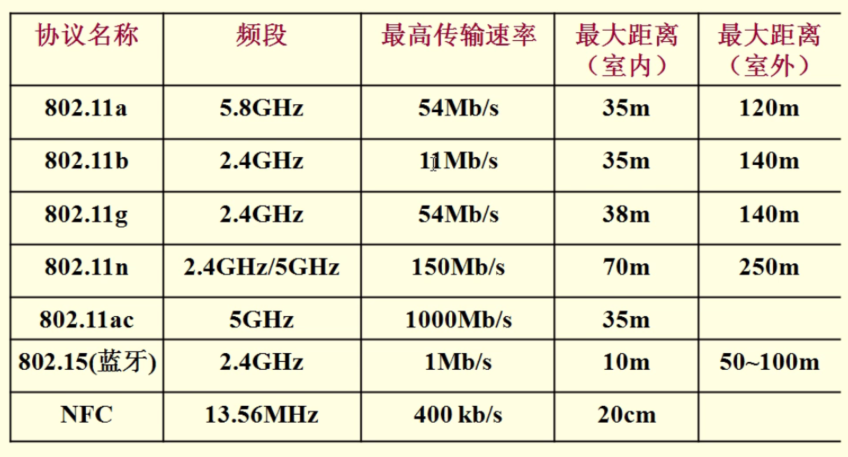 协议名称 频段 最高传输速率 最大距离（室内） 最大距离（室外）
802.11a 5.8GHz 54Mb/s 35m 120m
802.11b 2.4GHz 11Mb/s 35m 140m
802.11g 2.4GHz 54Mb/s 38m 140m
802.11n 2.4GHz/5GHz 150Mb/s 70m 250m
802.11ac 5GHz 1000Mb/s 35m
802.15(蓝牙) 2.4GHz 1Mb/s 10m 50~100m
NFC 13.56MHz 400 kb/s 20cm